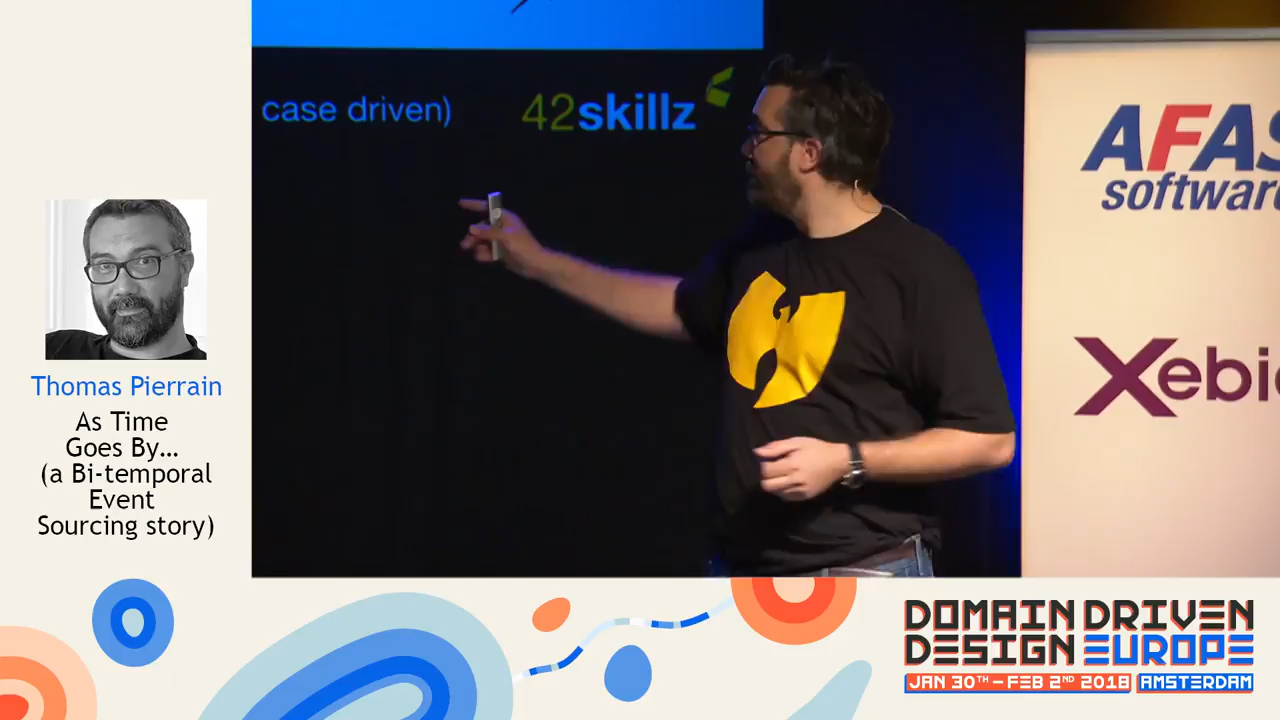 case driven)
42skillz
AFAS
software
Xebi
Thomas Pierrain
As Time
Goes By...
(a Bi-temporal
Event
Sourcing story)
DOMAIN DRIVEN
DESIGN EUROPE
JAN 30TH - FEB 2ND 2018 AMSTERDAM